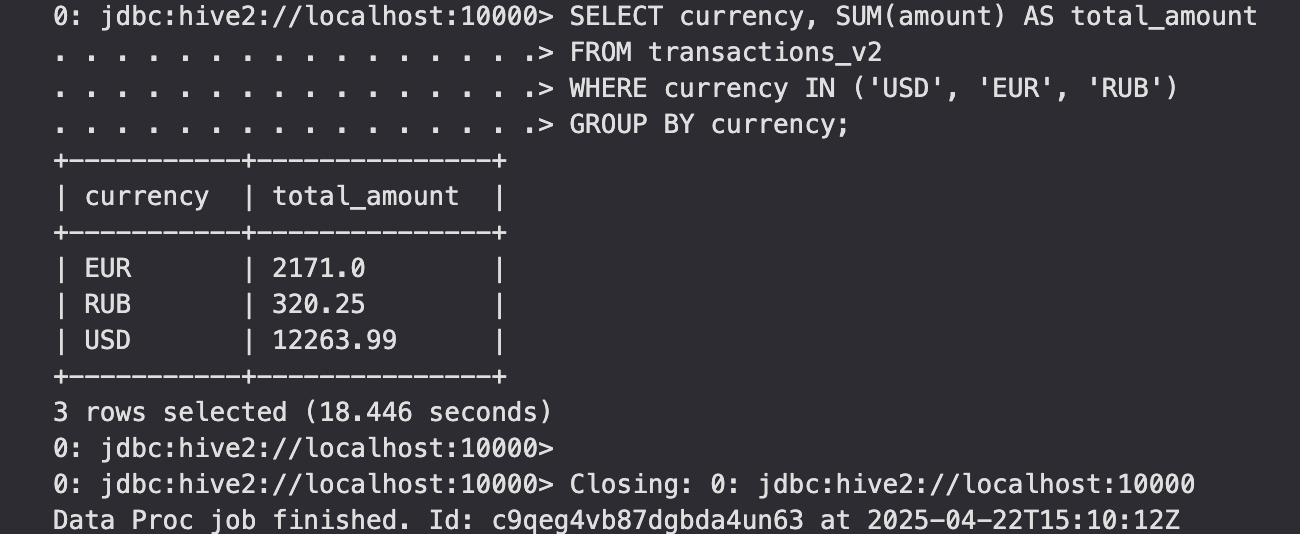 0: jdbc:hive2://localhost:10000> SELECT currency, SUM(amount) AS total_amount
. . . . . . . . . . . . . . . .> FROM transactions_v2
. . . . . . . . . . . . . . . .> WHERE currency IN ('USD', 'EUR', 'RUB')
. . . . . . . . . . . . . . . .> GROUP BY currency;
+-----------+---------------+
| currency  | total_amount  |
+-----------+---------------+
| EUR       | 2171.0        |
| RUB       | 320.25        |
| USD       | 12263.99      |
+-----------+---------------+
3 rows selected (18.446 seconds)
0: jdbc:hive2://localhost:10000>
0: jdbc:hive2://localhost:10000> Closing: 0: jdbc:hive2://localhost:10000
Data Proc job finished. Id: c9qeg4vb87dgbda4un63 at 2025-04-22T15:10:12Z